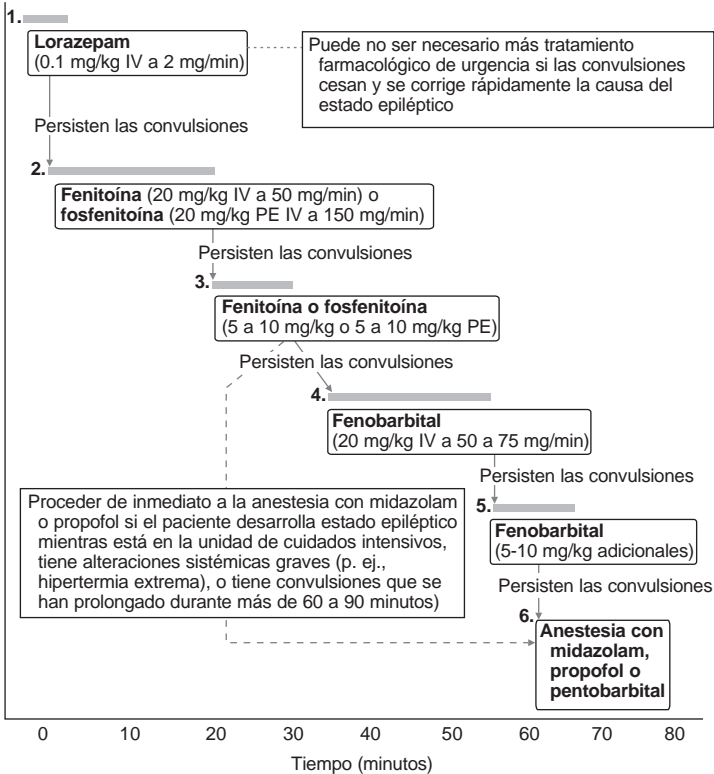 1.
Lorazepam
(0.1 mg/kg IV a 2 mg/min)
Puede no ser necesario más tratamiento
farmacológico de urgencia si las convulsiones
cesan y se corrige rápidamente la causa del
estado epiléptico
Persisten las convulsiones
2.
Fenitoína (20 mg/kg IV a 50 mg/min) o
fosfenitoína (20 mg/kg PE IV a 150 mg/min)
Persisten las convulsiones
3.
Fenitoína o fosfenitoína
(5 a 10 mg/kg o 5 a 10 mg/kg PE)
Persisten las convulsiones
4.
Fenobarbital
(20 mg/kg IV a 50 a 75 mg/min)
Persisten las convulsiones
Proceder de inmediato a la anestesia con midazolam
o propofol si el paciente desarrolla estado epiléptico
mientras está en la unidad de cuidados intensivos,
tiene alteraciones sistémicas graves (p. ej.,
hipertermia extrema), o tiene convulsiones que se
han prolongado durante más de 60 a 90 minutos)
5.
Fenobarbital
(5-10 mg/kg adicionales)
Persisten las convulsiones
6.
Anestesia con
midazolam,
propofol o
pentobarbital
0 10 20 30 40 50 60 70 80
Tiempo (minutos)